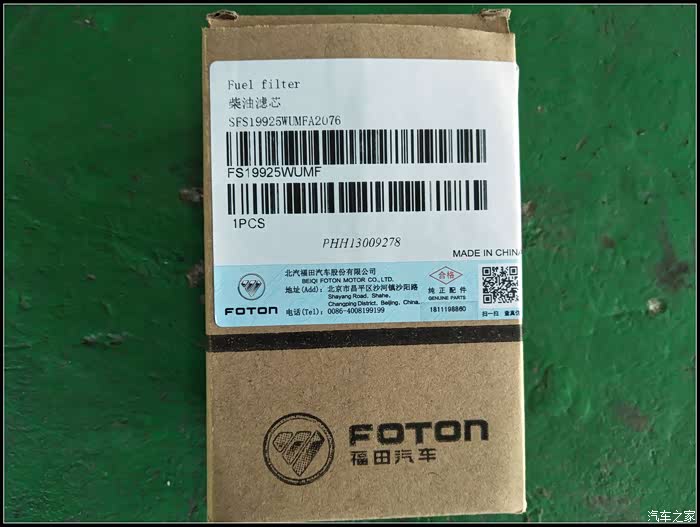 Fuel filter
柴油滤芯
SFS19925WUMFA2076
FS19925WUMF
1PCS
PHH13009278
MADE IN CHINA
北汽福田汽车股份有限公司
BEIQI FOTON MOTOR CO.,LTD.
地址(Add): 北京市昌平区沙河镇沙阳路
Shayang Road, Shahe,
Changping District, Beijing, China.
电话(Tel): 0086-4008199199
FOTON
合格
纯正配件
GENUINE PARTS
1811198860
扫一扫 查真伪
FOTON
福田汽车
汽车之家